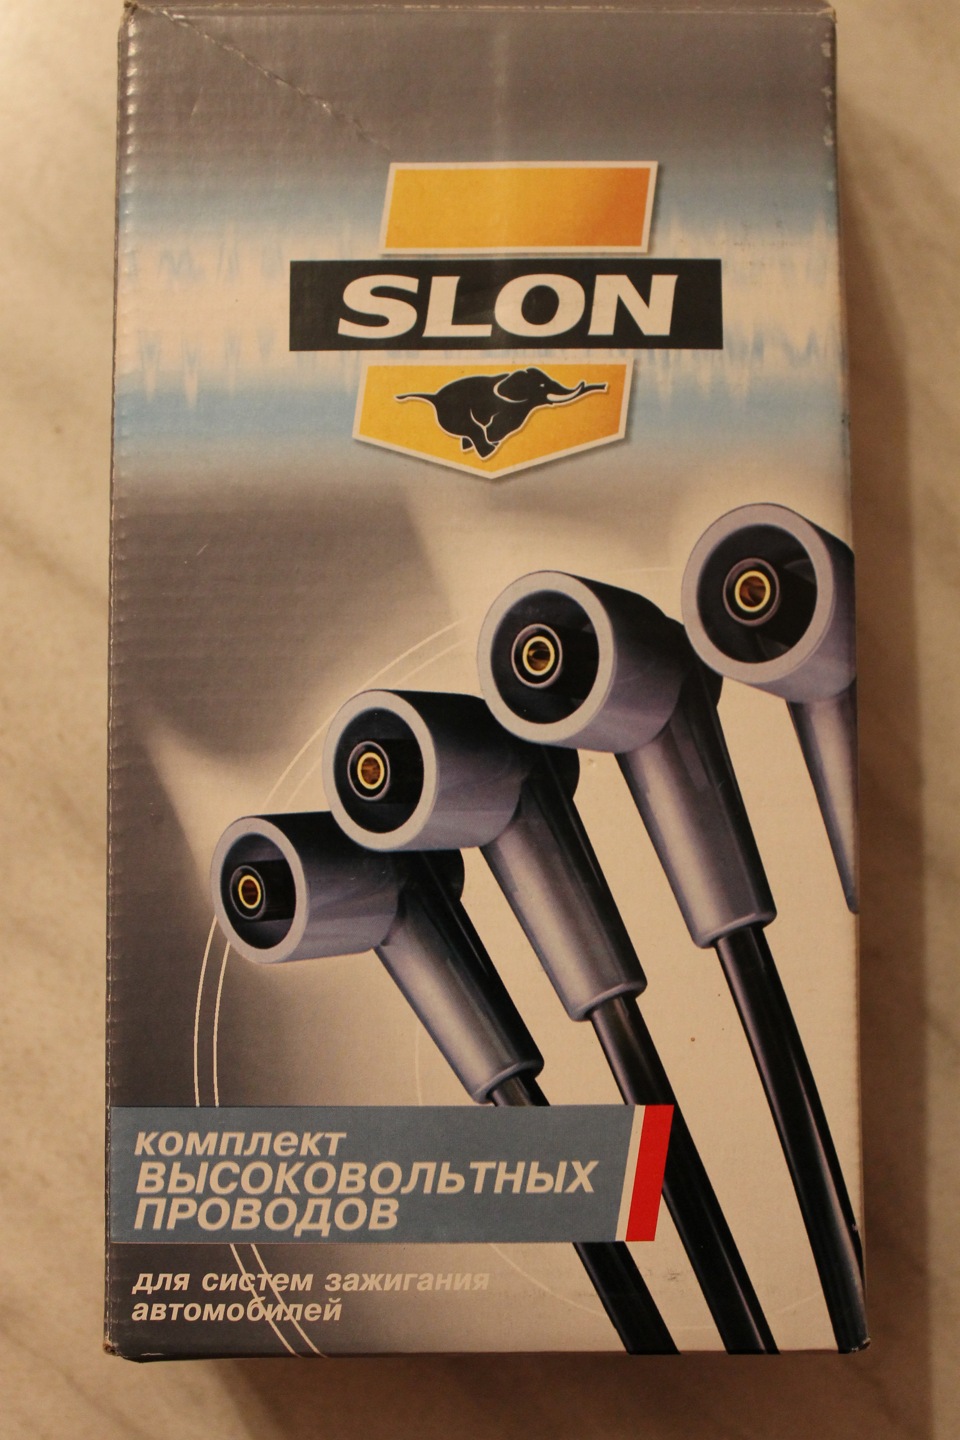 SLON
комплект
ВЫСОКОВОЛЬТНЫХ
ПРОВОДОВ
для систем зажигания
автомобилей